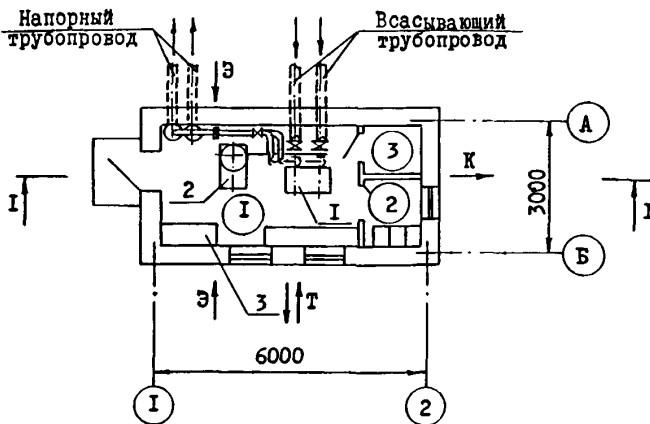 Напорный
трубопровод
Всасывающий
трубопровод
Э
А
3
К
2
2
I
I
I
I
3000
Б
Э
3
Т
6000
I
2